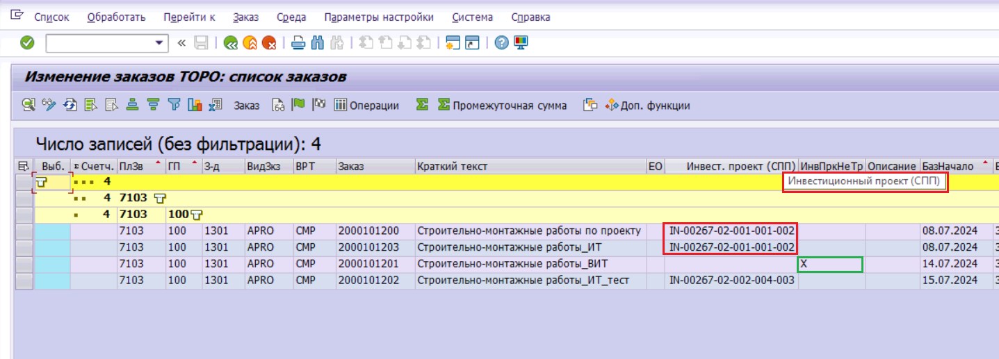 Список Обработать Перейти к Заказ Среда Параметры настройки Система Справка
Изменение заказов ТОРО: список заказов
Заказ Операции Промежуточная сумма Доп. функции
Число записей (без фильтрации): 4
Выб. Σ Счетч. ПлЗв ГП З-д ВидЗкз ВРТ Заказ Краткий текст ЕО Инвест. проект (СПП) ИнвПркНеТр Описание БазНачало
4
Инвестиционный проект (СПП)
4 7103
4 7103 100
7103 100 1301 APRO CMP 2000101200 Строительно-монтажные работы по проекту IN-00267-02-001-001-002 08.07.2024
7103 100 1301 APRO CMP 2000101203 Строительно-монтажные работы_ИТ IN-00267-02-001-001-002 08.07.2024
7103 100 1301 APRO CMP 2000101201 Строительно-монтажные работы_ВИТ X 14.07.2024
7103 100 1301 APRO CMP 2000101202 Строительно-монтажные работы_ИТ_тест IN-00267-02-002-004-003 15.07.2024